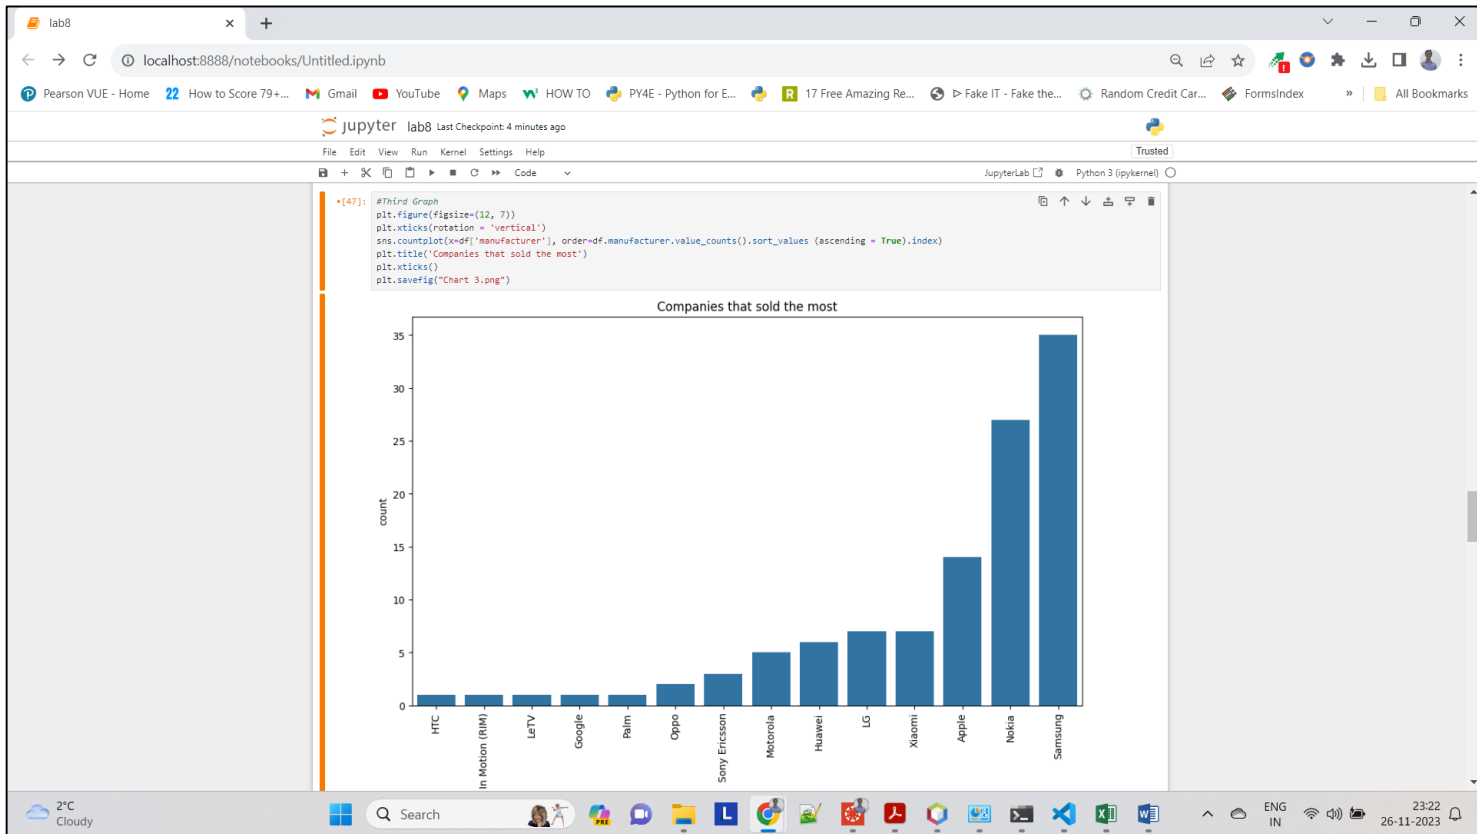 lab8
localhost:8888/notebooks/Untitled.ipynb
Pearson VUE - Home 22 How to Score 79+... Gmail YouTube Maps HOW TO PY4E - Python for E... R 17 Free Amazing Re... ▷ Fake IT - Fake the... Random Credit Car... FormsIndex » All Bookmarks
jupyter lab8 Last Checkpoint: 4 minutes ago
File Edit View Run Kernel Settings Help Trusted
Code JupyterLab Python 3 (ipykernel)
•[47]: #Third Graph
plt.figure(figsize=(12, 7))
plt.xticks(rotation = 'vertical')
sns.countplot(x=df['manufacturer'], order=df.manufacturer.value_counts().sort_values (ascending = True).index)
plt.title('Companies that sold the most')
plt.xticks()
plt.savefig("Chart 3.png")
Companies that sold the most
35
30
25
20
15
10
5
0
count
HTC
In Motion (RIM)
LeTV
Google
Palm
Oppo
Sony Ericsson
Motorola
Huawei
LG
Xiaomi
Apple
Nokia
Samsung
2°C
Cloudy
Search
PRE
L
ENG
IN
23:22
26-11-2023